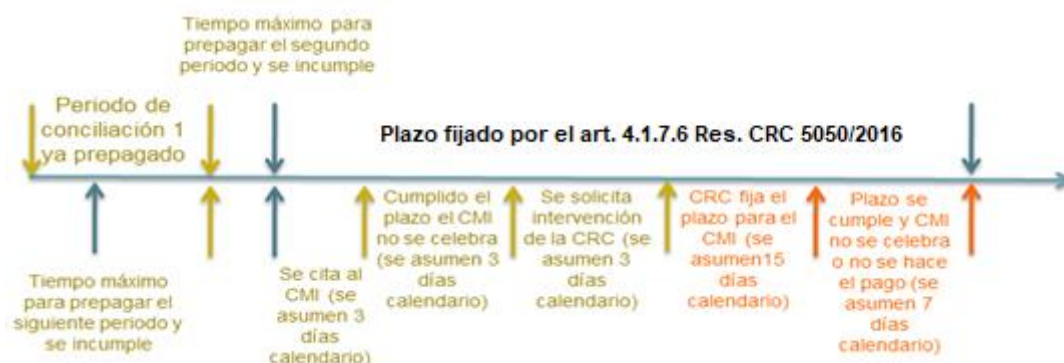 Tiempo máximo para
prepagar el segundo
periodo y se incumple
Periodo de
conciliación 1
ya prepagado
Plazo fijado por el art. 4.1.7.6 Res. CRC 5050/2016
Tiempo máximo
para prepagar el
siguiente periodo y
se incumple
Se cita al
CMI (se
asumen 3
días
calendario)
Cumplido el
plazo el CMI
no se celebra
(se asumen 3
días
calendario)
Se solicita
intervención
de la CRC (se
asumen 3
días
calendario)
CRC fija el
plazo para el
CMI (se
asumen15
días
calendario)
Plazo se
cumple y CMI
no se celebra
o no se hace
el pago (se
asumen 7
días
calendario)